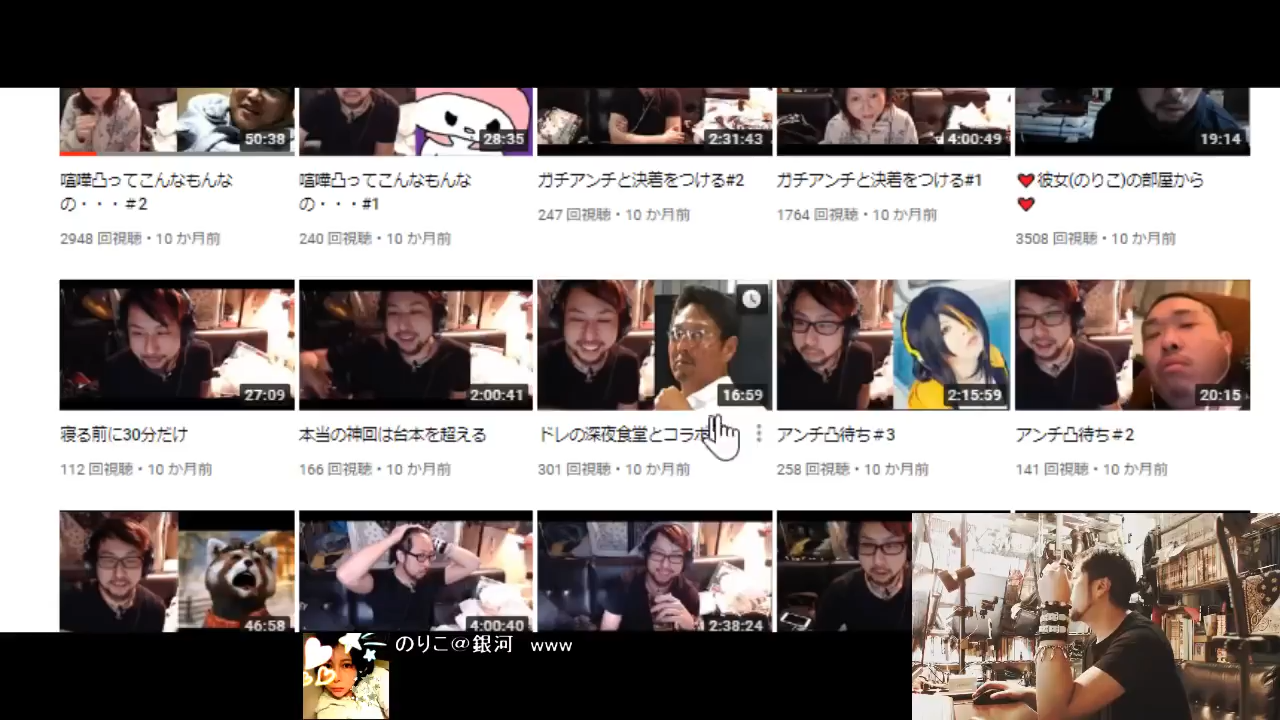 50:38
28:35
2:31:43
4:00:49
19:14
喧嘩凸ってこんなもんな
の・・・#2
2948 回視聴・10 か月前
喧嘩凸ってこんなもんな
の・・・#1
240 回視聴・10 か月前
ガチアンチと決着をつける#2
247 回視聴・10 か月前
ガチアンチと決着をつける#1
1764 回視聴・10 か月前
❤彼女(のりこ)の部屋から
❤
3508 回視聴・10 か月前
27:09
2:00:41
16:59
2:15:59
20:15
寝る前に30分だけ
112 回視聴・10 か月前
本当の神回は台本を超える
166 回視聴・10 か月前
ドレの深夜食堂とコラボ
301 回視聴・10 か月前
アンチ凸待ち#3
258 回視聴・10 か月前
アンチ凸待ち#2
141 回視聴・10 か月前
46:58
4:00:40
2:38:24
のりこ@銀河 www